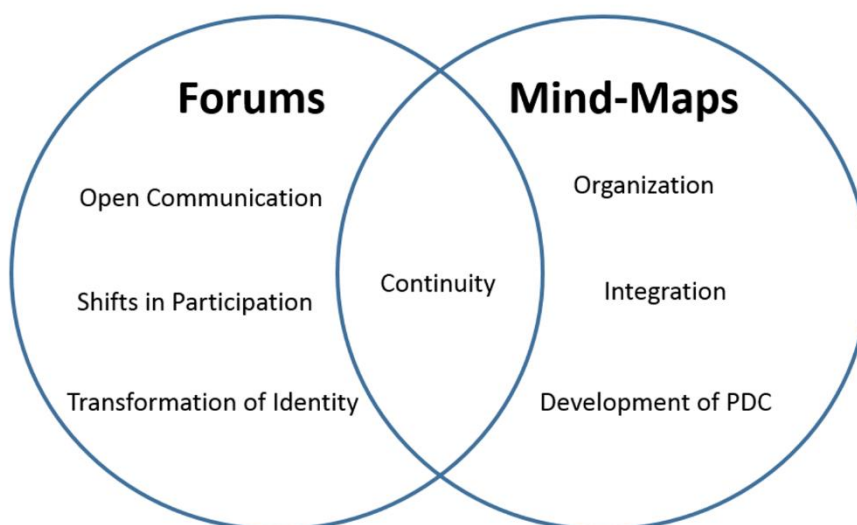 Forums
Mind-Maps
Open Communication
Organization
Shifts in Participation
Continuity
Integration
Transformation of Identity
Development of PDC